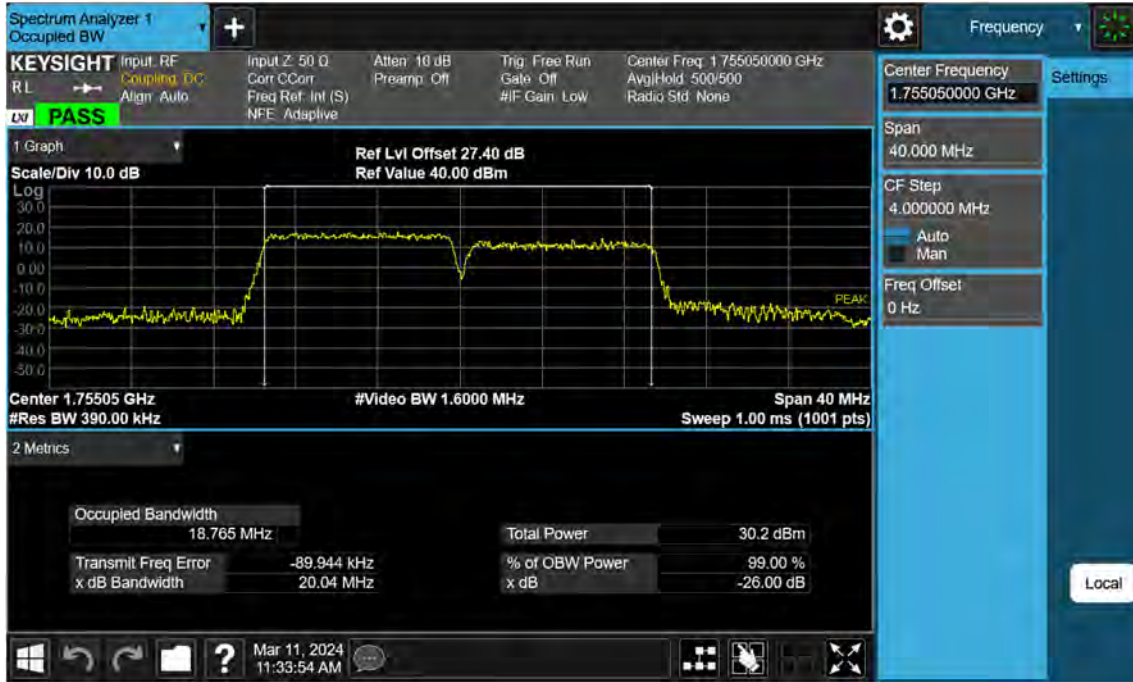 Spectrum Analyzer 1
Occupied BW
+
Frequency
KEYSIGHT
Input: RF
Coupling: DC
Align: Auto
Input Z: 50 Ω
Corr CCorr
Freq Ref: Int (S)
NFE: Adaptive
Atten: 10 dB
Preamp: Off
Trig: Free Run
Gate: Off
#IF Gain: Low
Center Freq: 1.755050000 GHz
Avg|Hold: 500/500
Radio Std: None
RL
LXI
PASS
Center Frequency
1.755050000 GHz
Settings
Span
40.000 MHz
CF Step
4.000000 MHz
Auto
Man
Freq Offset
0 Hz
1 Graph
Scale/Div 10.0 dB
Ref Lvl Offset 27.40 dB
Ref Value 40.00 dBm
Log
30.0
20.0
10.0
0.00
-10.0
-20.0
-30.0
-40.0
-50.0
PEAK
Center 1.75505 GHz
#Video BW 1.6000 MHz
Span 40 MHz
#Res BW 390.00 kHz
Sweep 1.00 ms (1001 pts)
2 Metrics
Occupied Bandwidth
18.765 MHz
Total Power 30.2 dBm
Transmit Freq Error -89.944 kHz
% of OBW Power 99.00 %
x dB Bandwidth 20.04 MHz
x dB -26.00 dB
Local
?
Mar 11, 2024
11:33:54 AM